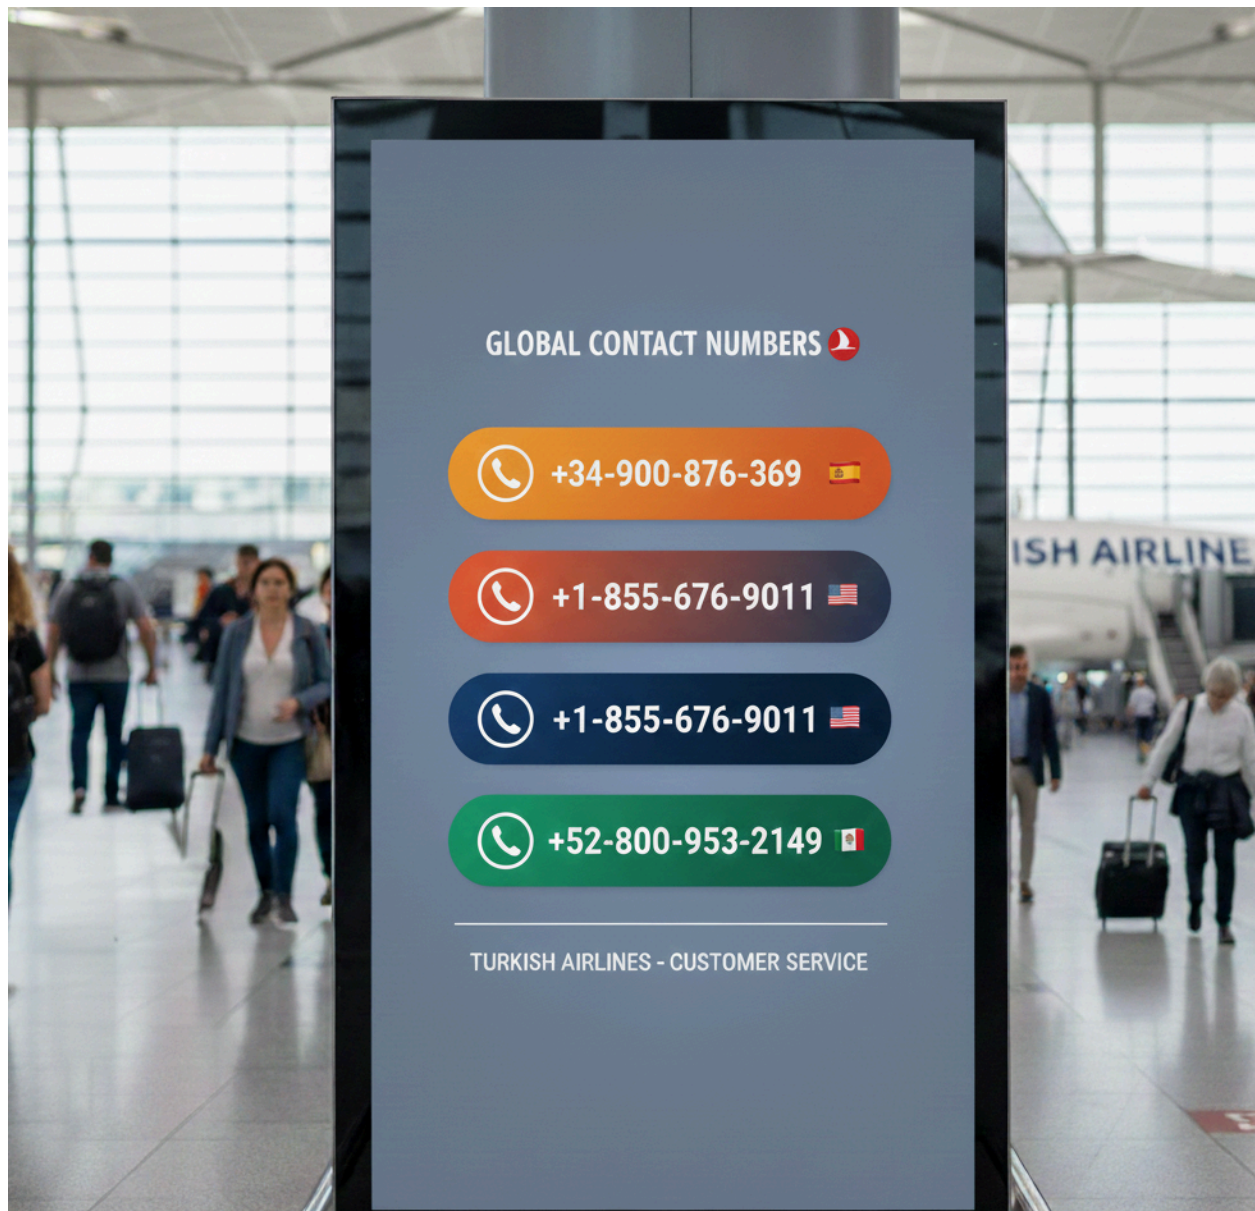 GLOBAL CONTACT NUMBERS
+34-900-876-369
+1-855-676-9011
+1-855-676-9011
+52-800-953-2149
TURKISH AIRLINES - CUSTOMER SERVICE
ISH AIRLINE